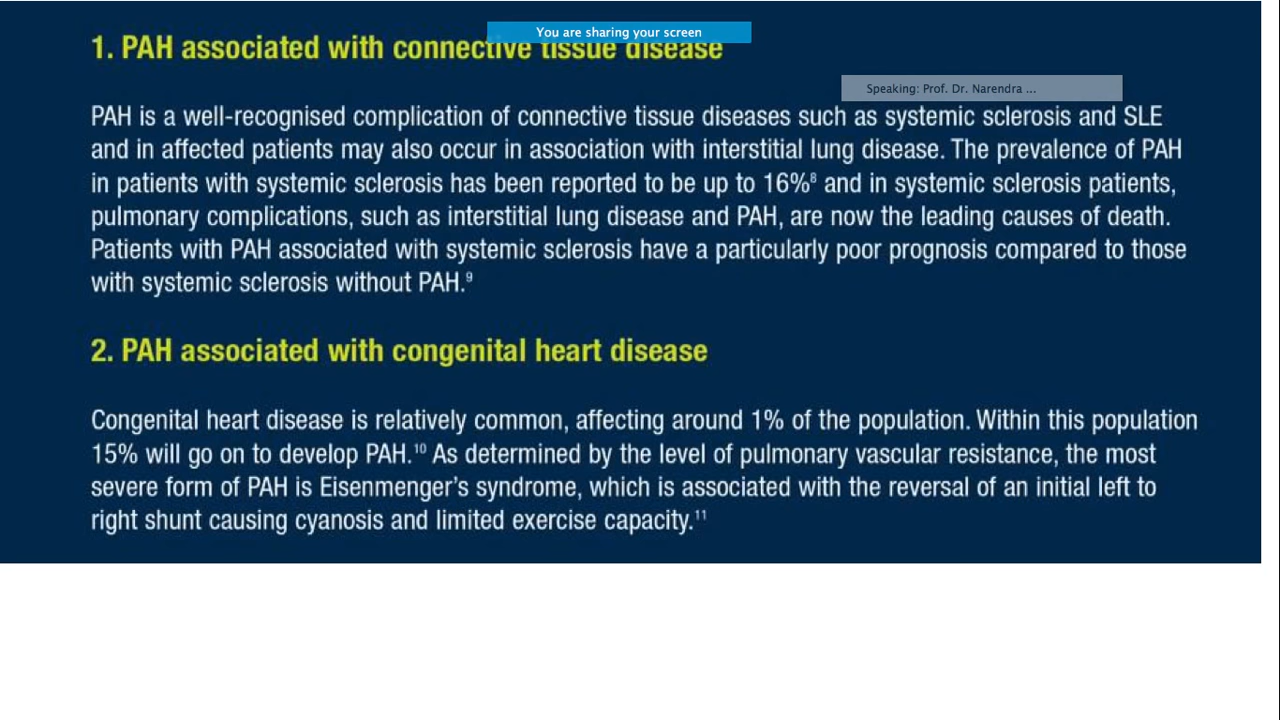 You are sharing your screen
1. PAH associated with connective tissue disease
Speaking: Prof. Dr. Narendra ...
PAH is a well-recognised complication of connective tissue diseases such as systemic sclerosis and SLE
and in affected patients may also occur in association with interstitial lung disease. The prevalence of PAH
in patients with systemic sclerosis has been reported to be up to 16%⁸ and in systemic sclerosis patients,
pulmonary complications, such as interstitial lung disease and PAH, are now the leading causes of death.
Patients with PAH associated with systemic sclerosis have a particularly poor prognosis compared to those
with systemic sclerosis without PAH.⁹
2. PAH associated with congenital heart disease
Congenital heart disease is relatively common, affecting around 1% of the population. Within this population
15% will go on to develop PAH.¹⁰ As determined by the level of pulmonary vascular resistance, the most
severe form of PAH is Eisenmenger's syndrome, which is associated with the reversal of an initial left to
right shunt causing cyanosis and limited exercise capacity.¹¹